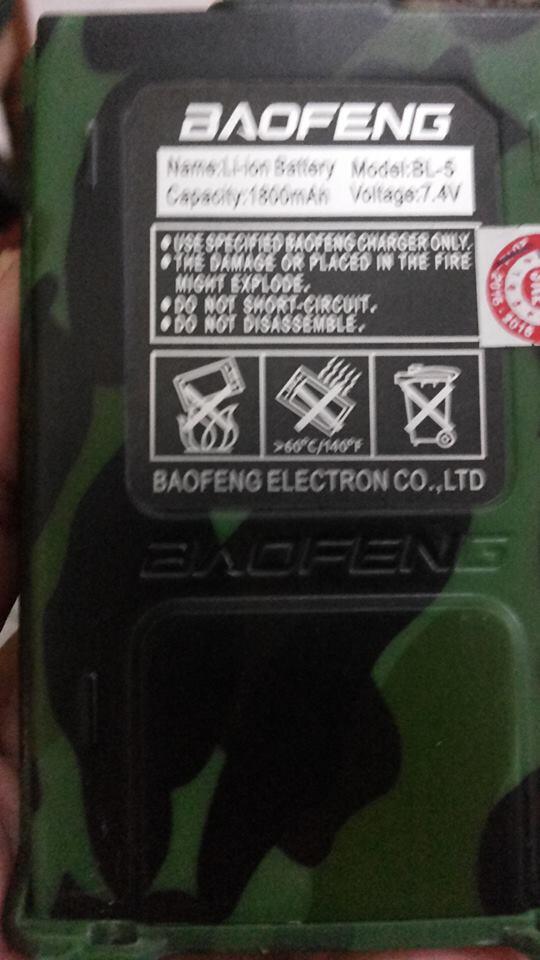 BAOFENG
Name:Li-ion Battery Model:BL-5
Capacity:1800mAh Voltage:7.4V
USE SPECIFIED BAOFENG CHARGER ONLY.
THE DAMAGE OR PLACED IN THE FIRE
MIGHT EXPLODE.
DO NOT SHORT-CIRCUIT.
DO NOT DISASSEMBLE.
>60°C/140°F
BAOFENG ELECTRON CO.,LTD
BAOFENG
2016